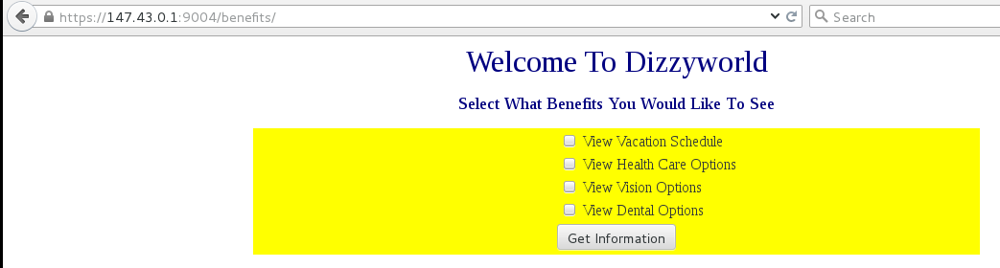 https://147.43.0.1:9004/benefits/ Search
Welcome To Dizzyworld
Select What Benefits You Would Like To See
View Vacation Schedule
View Health Care Options
View Vision Options
View Dental Options
Get Information